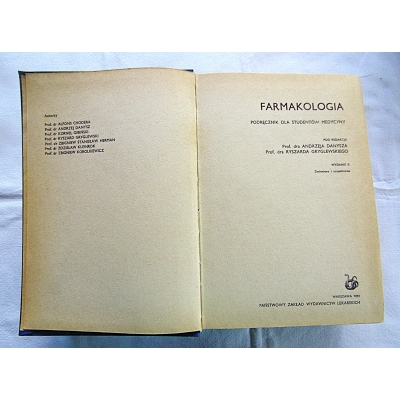 Autorzy
Prof. dr ALFONS CHODERA
Prof. dr ANDRZEJ DANYSZ
Prof. dr KORNEL GIBIŃSKI
Prof. dr RYSZARD GRYGLEWSKI
Prof. dr ZBIGNIEW STANISŁAW HERMAN
Prof. dr ZDZISŁAW KLEINROK
Prof. dr ZBIGNIEW KOROLKIEWICZ
FARMAKOLOGIA
PODRĘCZNIK DLA STUDENTÓW MEDYCYNY
POD REDAKCJĄ
Prof. dra ANDRZEJA DANYSZA
Prof. dra RYSZARDA GRYGLEWSKIEGO
WYDANIE II
Zmienione i uzupełnione
WARSZAWA
PAŃSTWOWY ZAKŁAD WYDAWNICTW LEKARSKICH